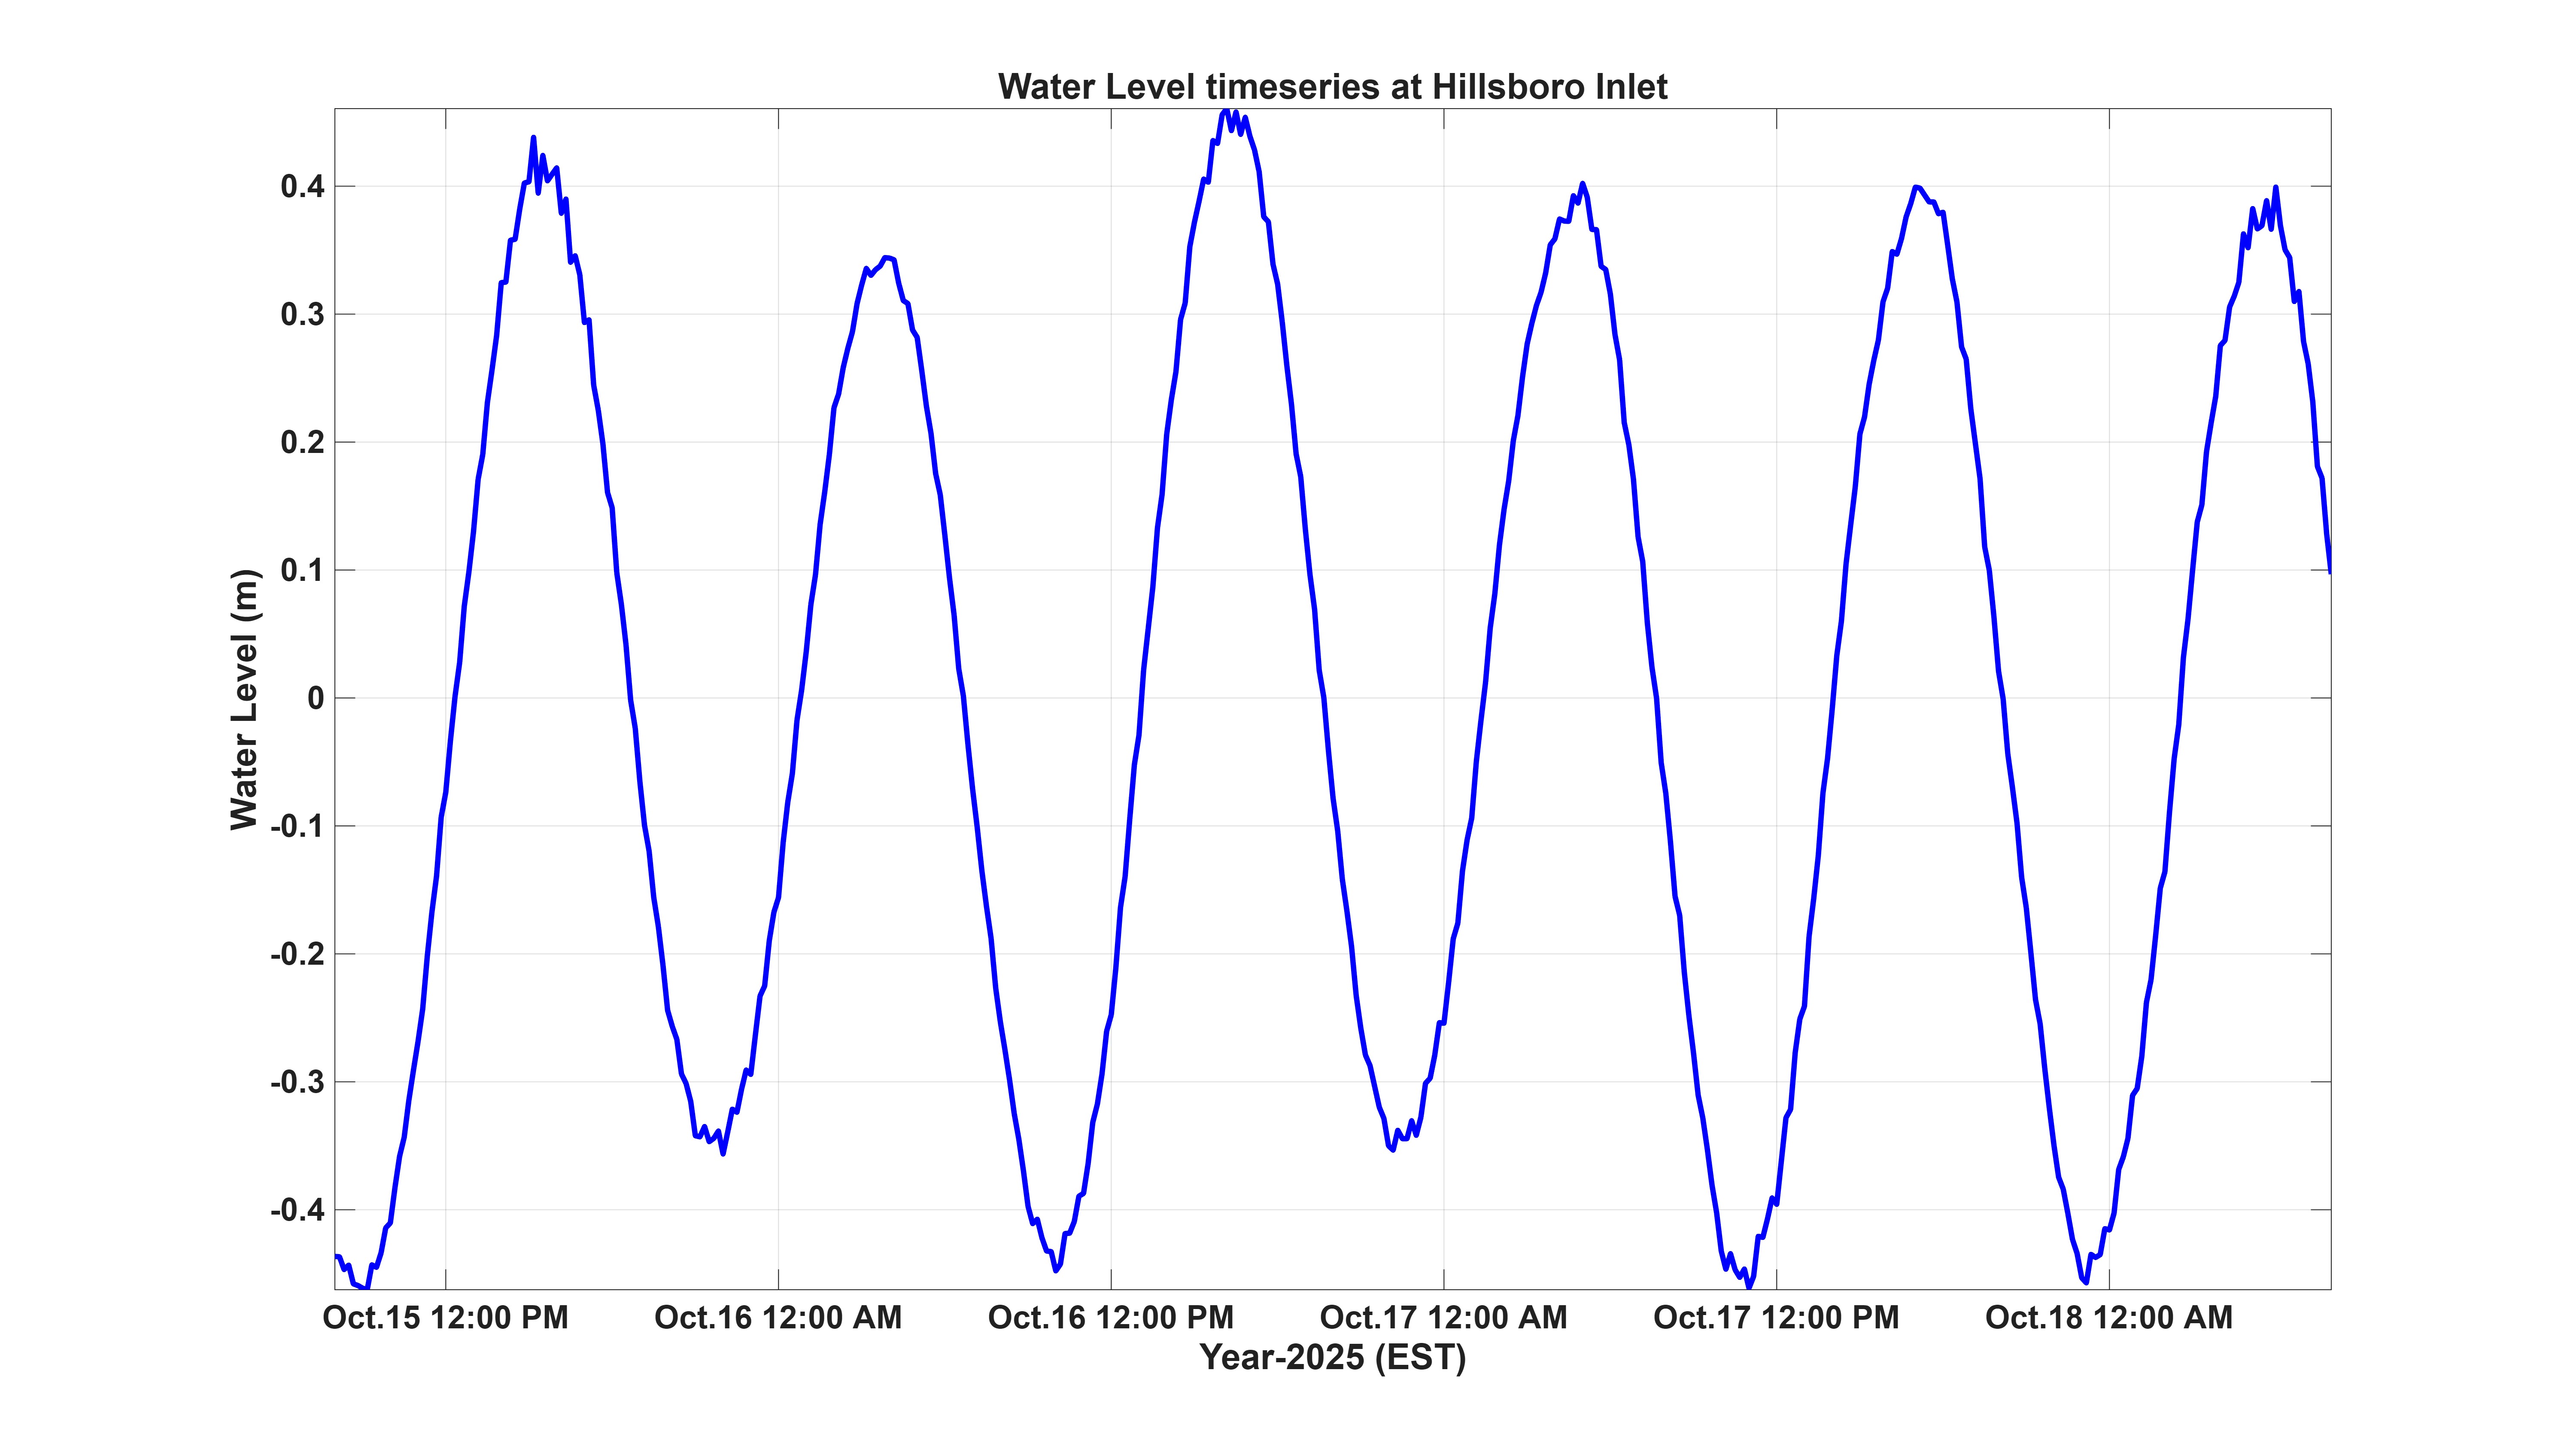 Water Level timeseries at Hillsboro Inlet
Water Level (m)
0.4
0.3
0.2
0.1
0
-0.1
-0.2
-0.3
-0.4
Oct.15 12:00 PM
Oct.16 12:00 AM
Oct.16 12:00 PM
Oct.17 12:00 AM
Oct.17 12:00 PM
Oct.18 12:00 AM
Year-2025 (EST)